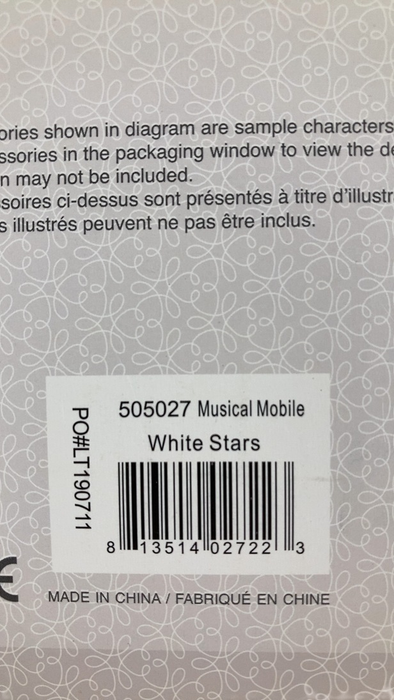 ories shown in diagram are sample characters
ssories in the packaging window to view the de
n may not be included.
soires ci-dessus sont présentés à titre d'illustr
s illustrés peuvent ne pas être inclus.
PO#LT190711
505027 Musical Mobile
White Stars
8 13514 02722 3
CE
MADE IN CHINA / FABRIQUÉ EN CHINE